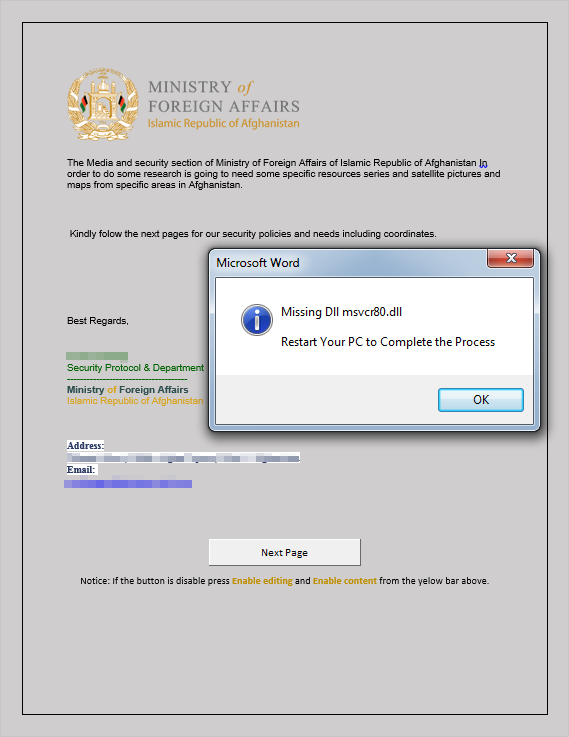 MINISTRY of
FOREIGN AFFAIRS
Islamic Republic of Afghanistan
The Media and security section of Ministry of Foreign Affairs of Islamic Republic of Afghanistan In
order to do some research is going to need some specific resources series and satellite pictures and
maps from specific areas in Afghanistan.
Kindly folow the next pages for our security policies and needs including coordinates.
Microsoft Word
Missing Dll msvcr80.dll
Restart Your PC to Complete the Process
OK
Best Regards,
Security Protocol & Department
------------------------------------
Ministry of Foreign Affairs
Islamic Republic of Afghanistan
Address:
Email:
Next Page
Notice: If the button is disable press Enable editing and Enable content from the yelow bar above.